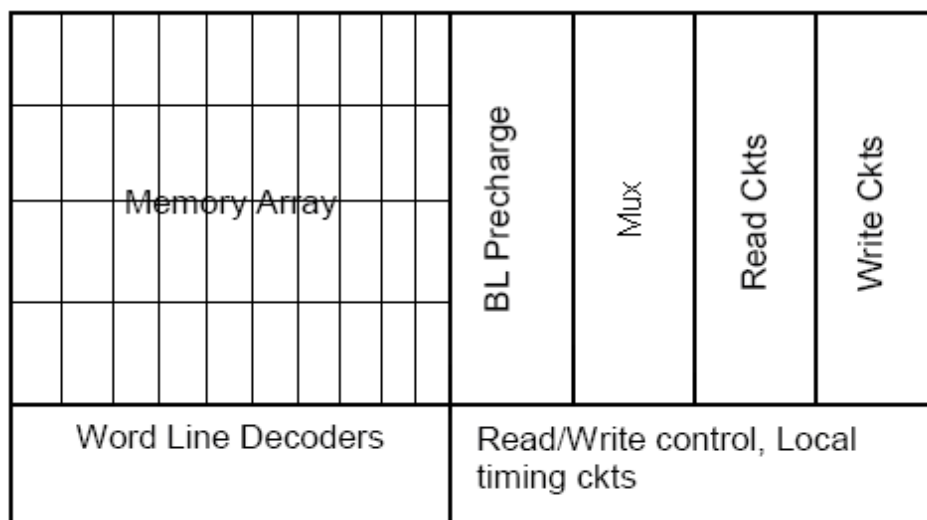 Memory Array
BL Precharge
Mux
Read Ckts
Write Ckts
Word Line Decoders
Read/Write control, Local
timing ckts